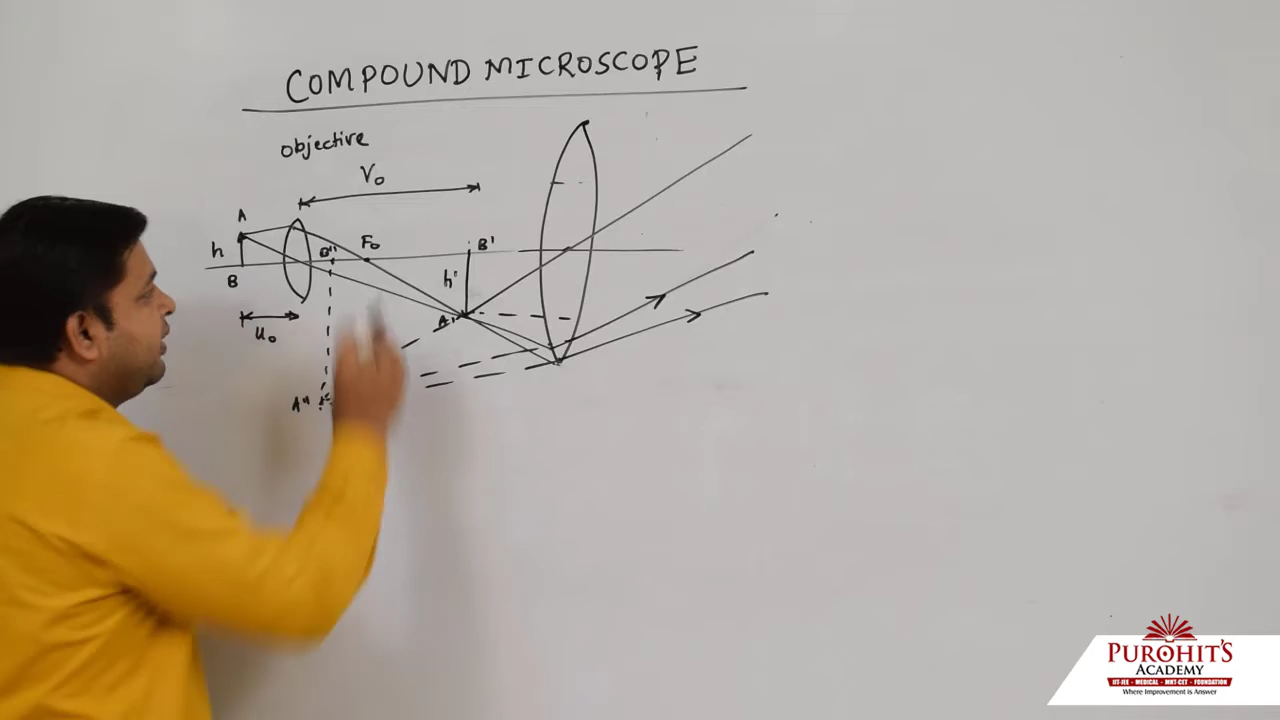 COMPOUND MICROSCOPE
objective
V₀
A
h
B
B"
F₀
B'
h'
A'
u₀
A"
PUROHIT'S
ACADEMY
IIT-JEE - MEDICAL - MHT-CET - FOUNDATION
Where Improvement is Answer